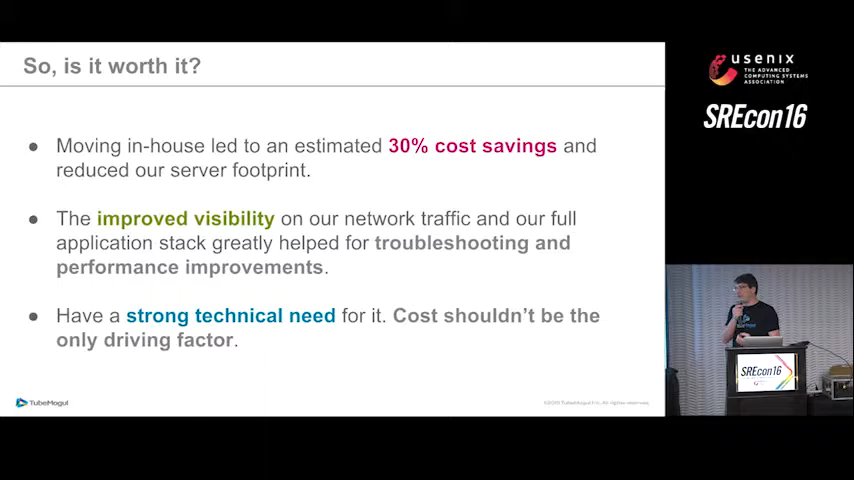 So, is it worth it?
● Moving in-house led to an estimated 30% cost savings and
reduced our server footprint.
● The improved visibility on our network traffic and our full
application stack greatly helped for troubleshooting and
performance improvements.
● Have a strong technical need for it. Cost shouldn't be the
only driving factor.
TubeMogul
usenix
THE ADVANCED
COMPUTING SYSTEMS
ASSOCIATION
SREcon16
SREcon16